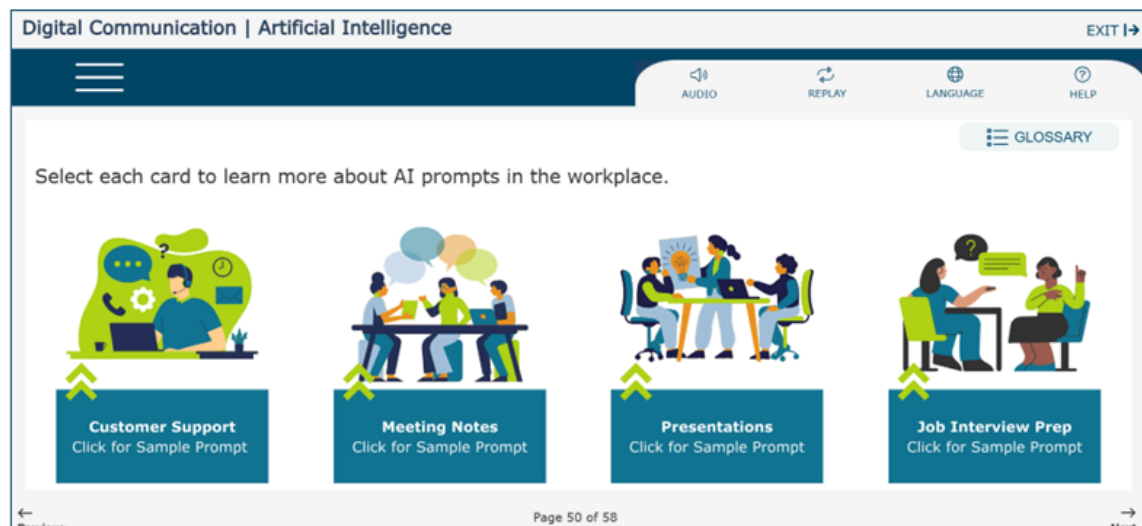 Digital Communication | Artificial Intelligence
EXIT
AUDIO
REPLAY
LANGUAGE
HELP
GLOSSARY
Select each card to learn more about AI prompts in the workplace.
?
?
Customer Support
Click for Sample Prompt
Meeting Notes
Click for Sample Prompt
Presentations
Click for Sample Prompt
Job Interview Prep
Click for Sample Prompt
Previous
Page 50 of 58
Next